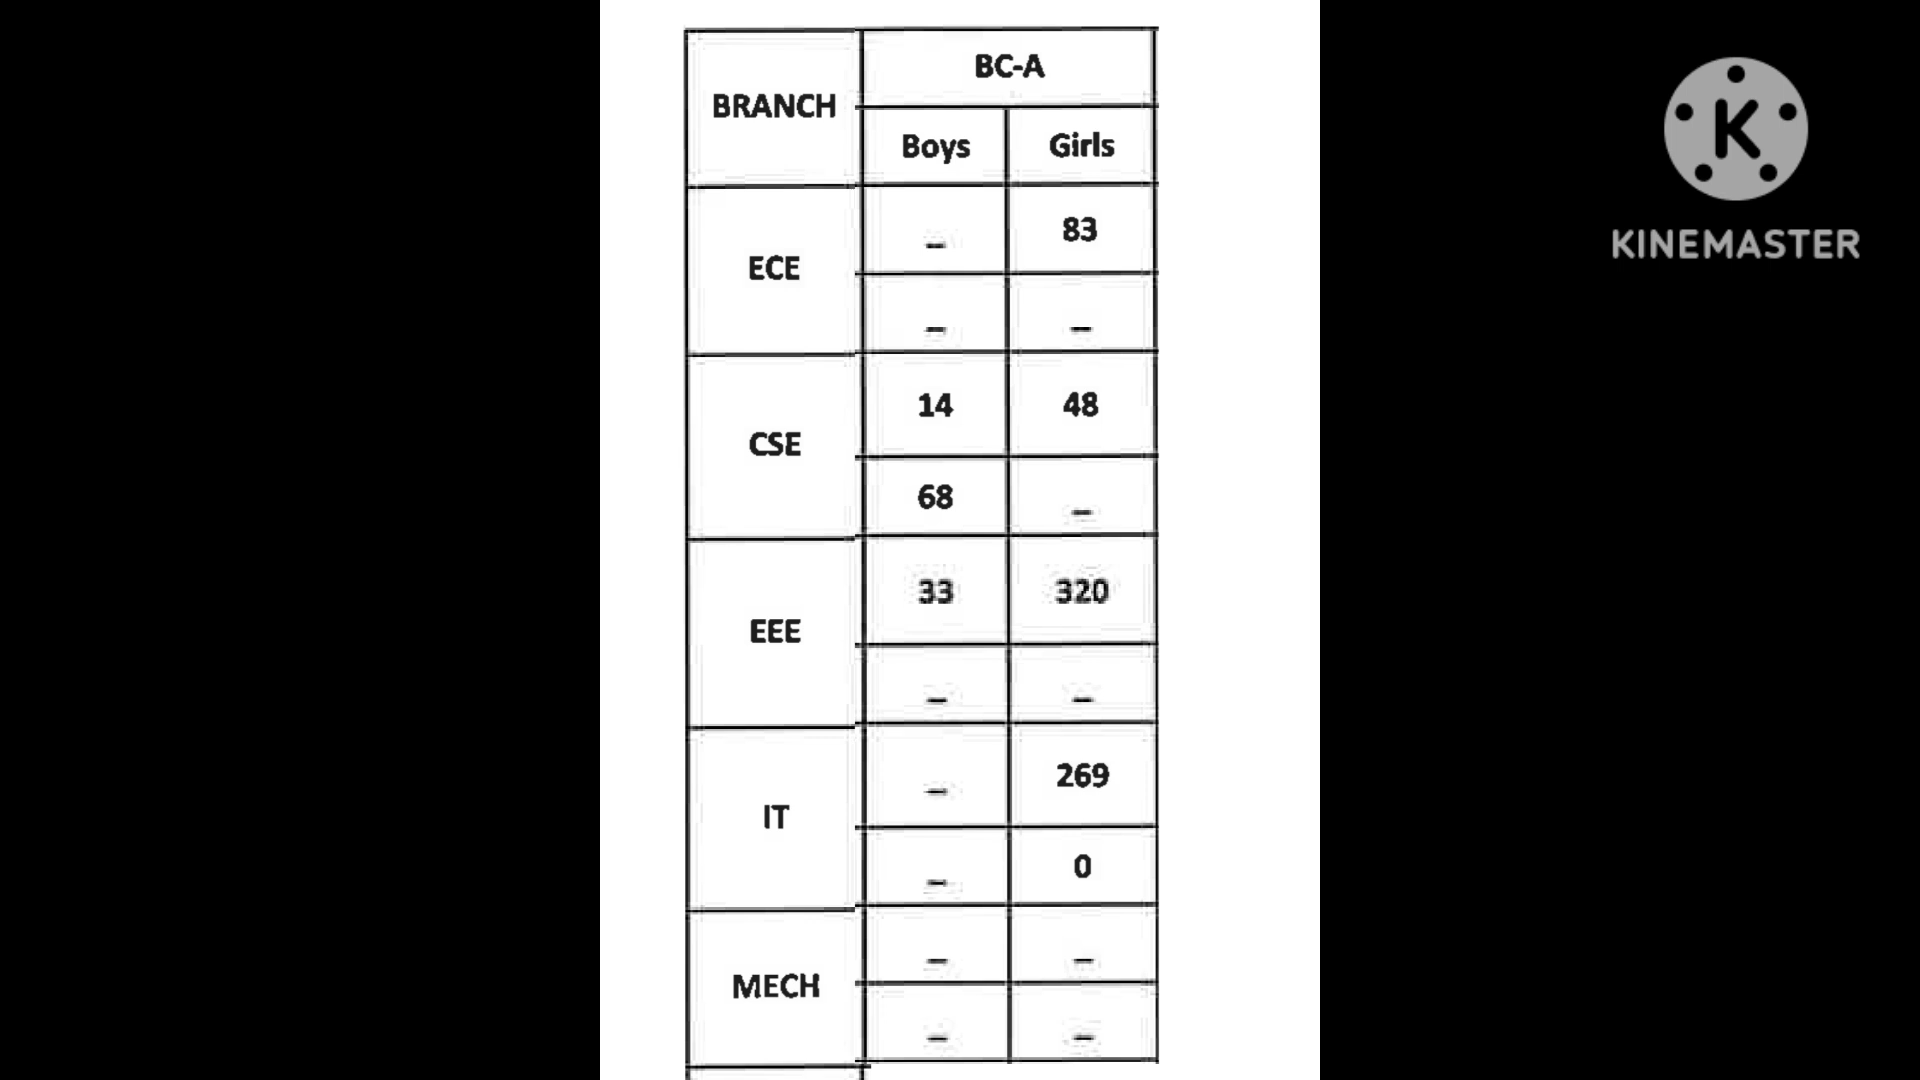 BRANCH
BC-A
Boys Girls
ECE
_ 83
_ _
CSE
14 48
68 _
EEE
33 320
_ _
IT
_ 269
_ 0
MECH
_ _
_ _
K
KINEMASTER